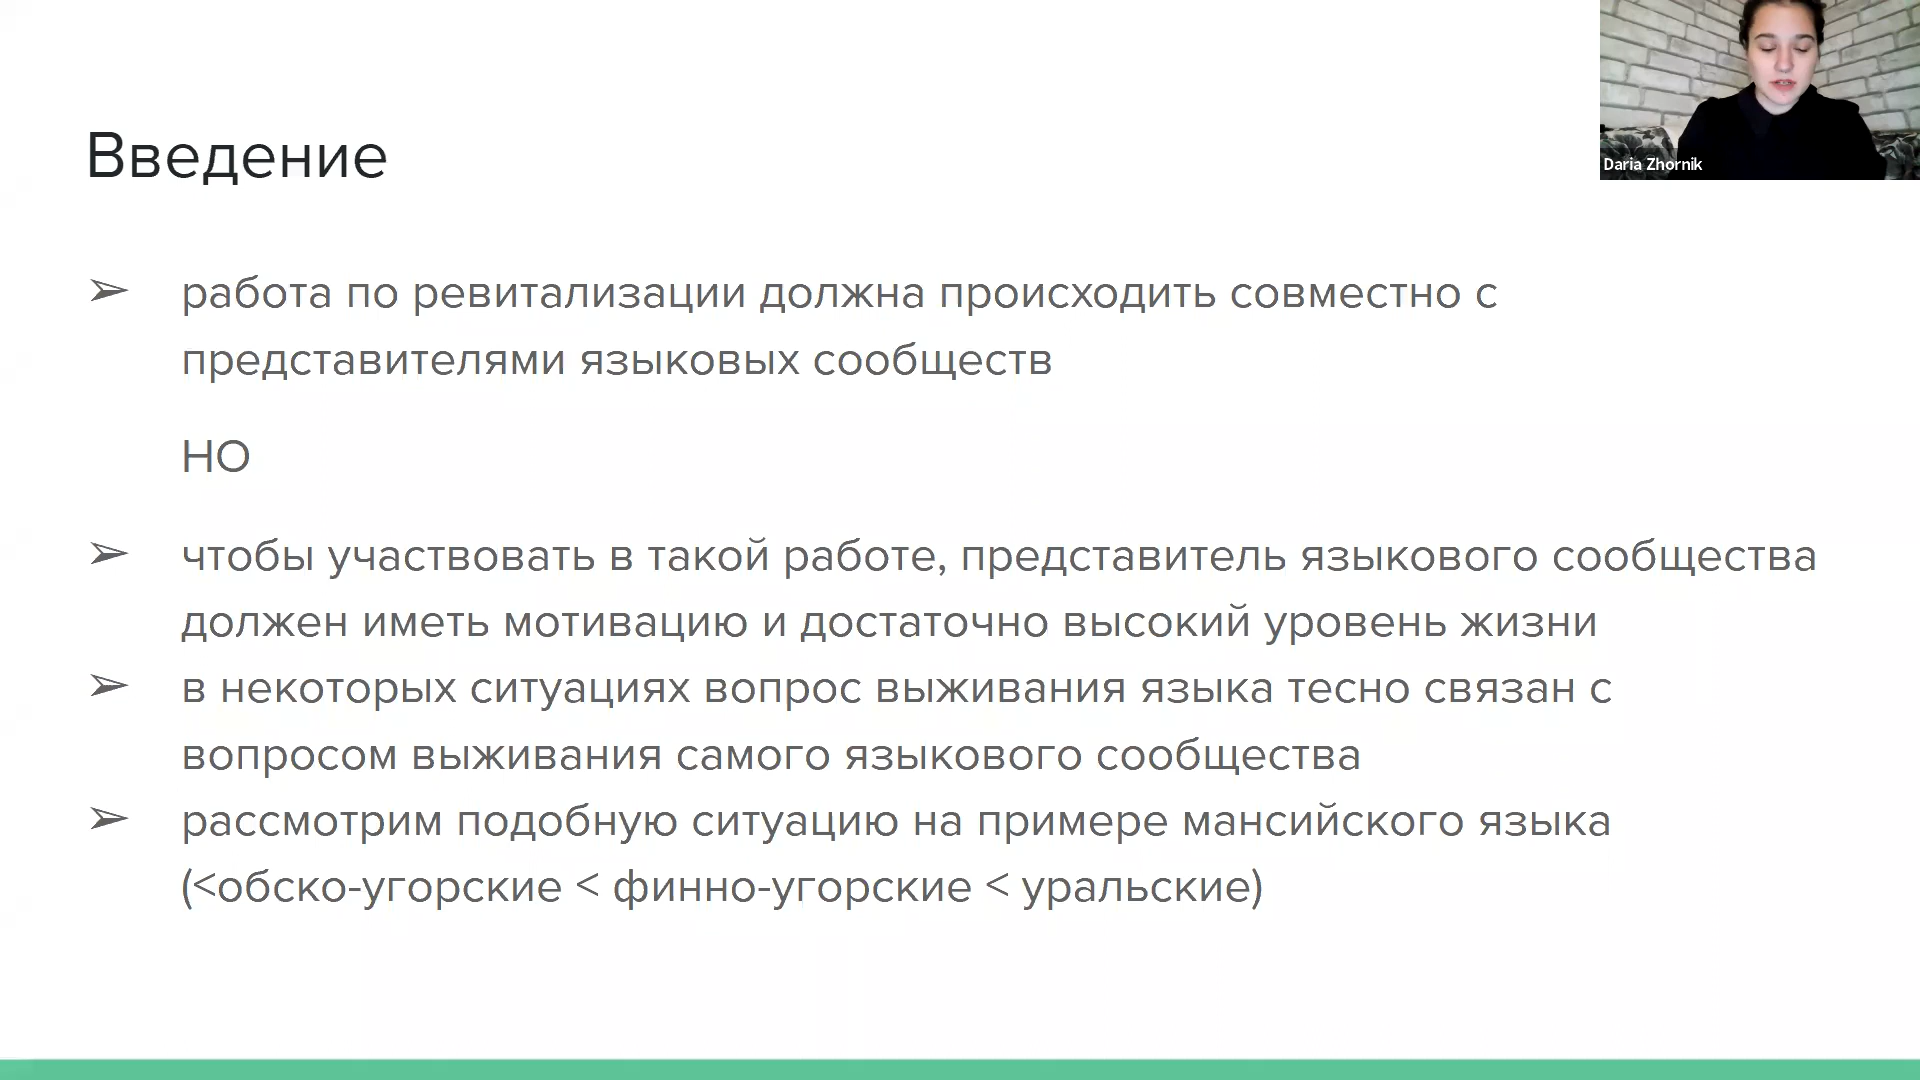 Введение
Daria Zhornik
➢ работа по ревитализации должна происходить совместно с
представителями языковых сообществ
НО
➢ чтобы участвовать в такой работе, представитель языкового сообщества
должен иметь мотивацию и достаточно высокий уровень жизни
➢ в некоторых ситуациях вопрос выживания языка тесно связан с
вопросом выживания самого языкового сообщества
➢ рассмотрим подобную ситуацию на примере мансийского языка
(<обско-угорские < финно-угорские < уральские)